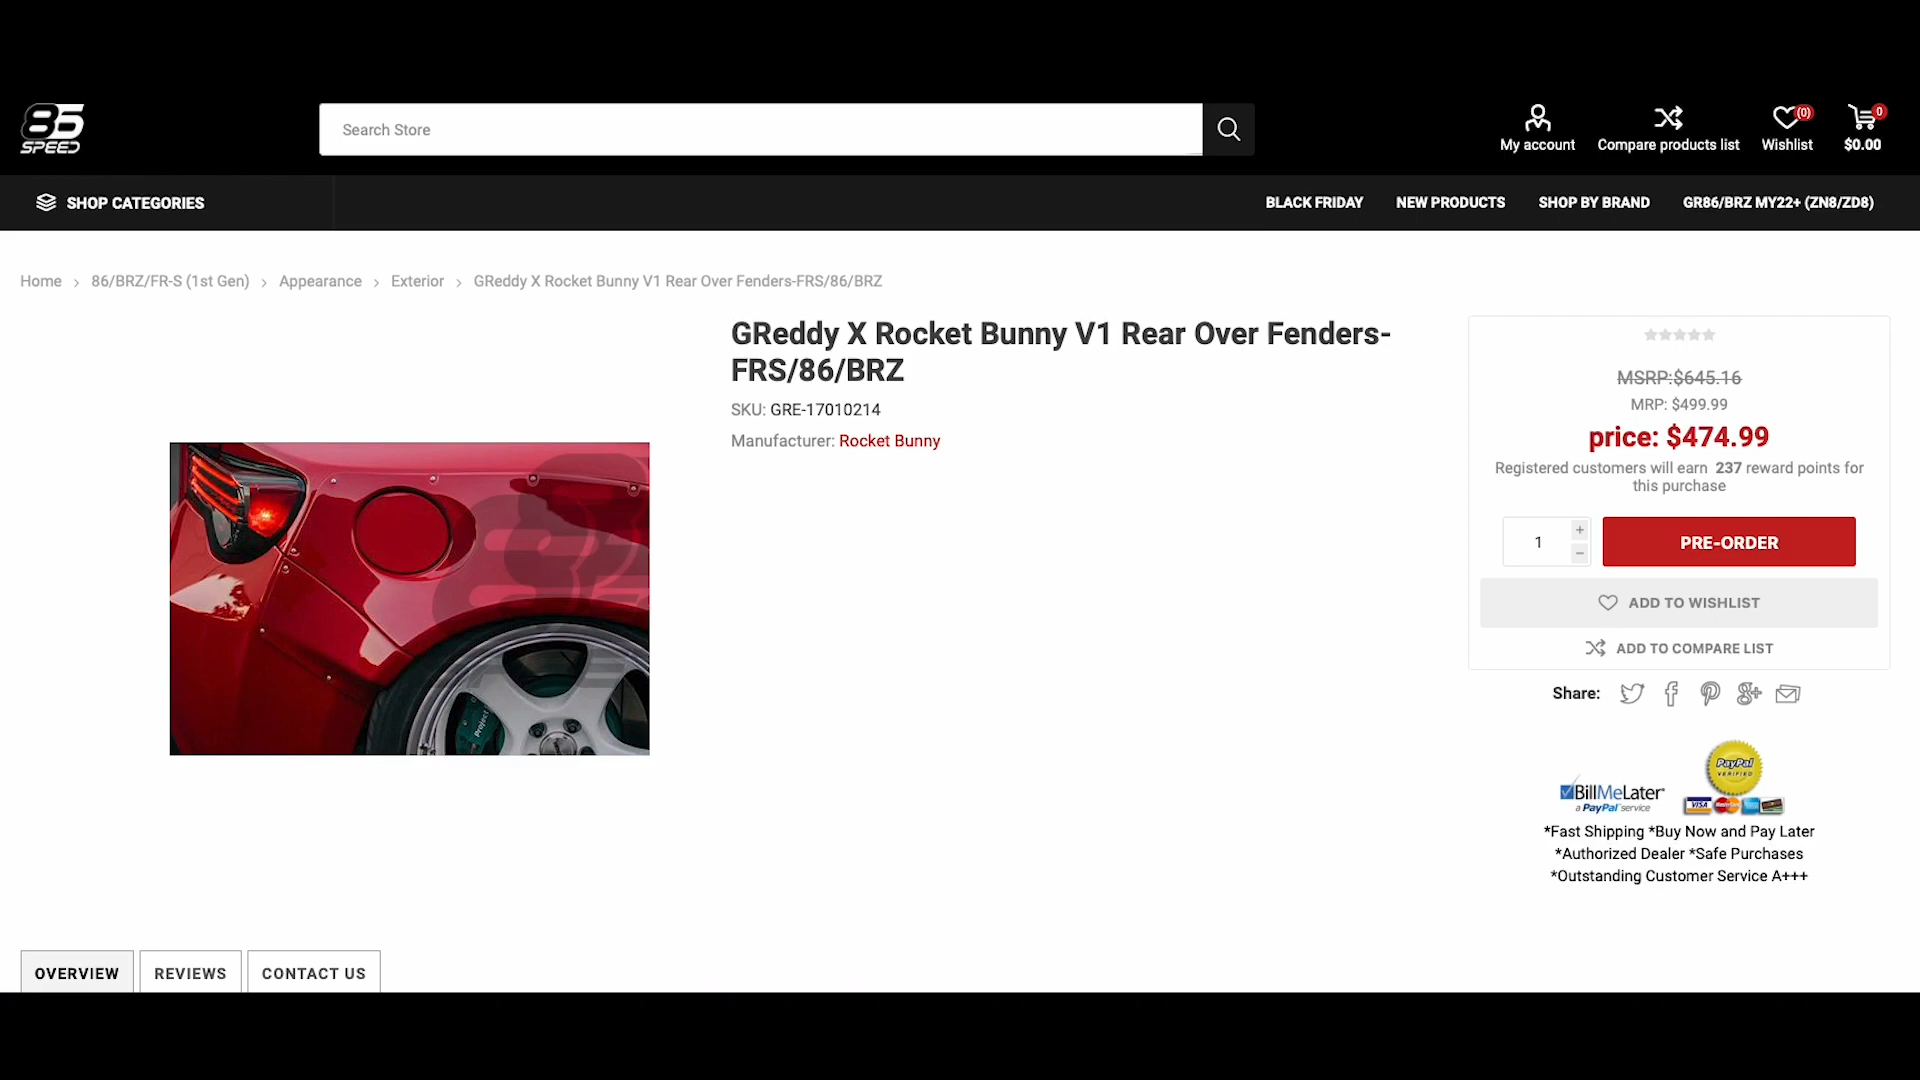 85
SPEED
Search Store
My account
Compare products list
(0)
Wishlist
0
$0.00
SHOP CATEGORIES
BLACK FRIDAY
NEW PRODUCTS
SHOP BY BRAND
GR86/BRZ MY22+ (ZN8/ZD8)
Home > 86/BRZ/FR-S (1st Gen) > Appearance > Exterior > GReddy X Rocket Bunny V1 Rear Over Fenders-FRS/86/BRZ
GReddy X Rocket Bunny V1 Rear Over Fenders-
FRS/86/BRZ
SKU: GRE-17010214
Manufacturer: Rocket Bunny
85
SPEED
Project
MSRP:$645.16
MRP: $499.99
price: $474.99
Registered customers will earn 237 reward points for
this purchase
1
+
-
PRE-ORDER
ADD TO WISHLIST
ADD TO COMPARE LIST
Share:
PayPal
VERIFIED
BillMeLater
a PayPal service
VISA
MasterCard
*Fast Shipping *Buy Now and Pay Later
*Authorized Dealer *Safe Purchases
*Outstanding Customer Service A+++
OVERVIEW
REVIEWS
CONTACT US